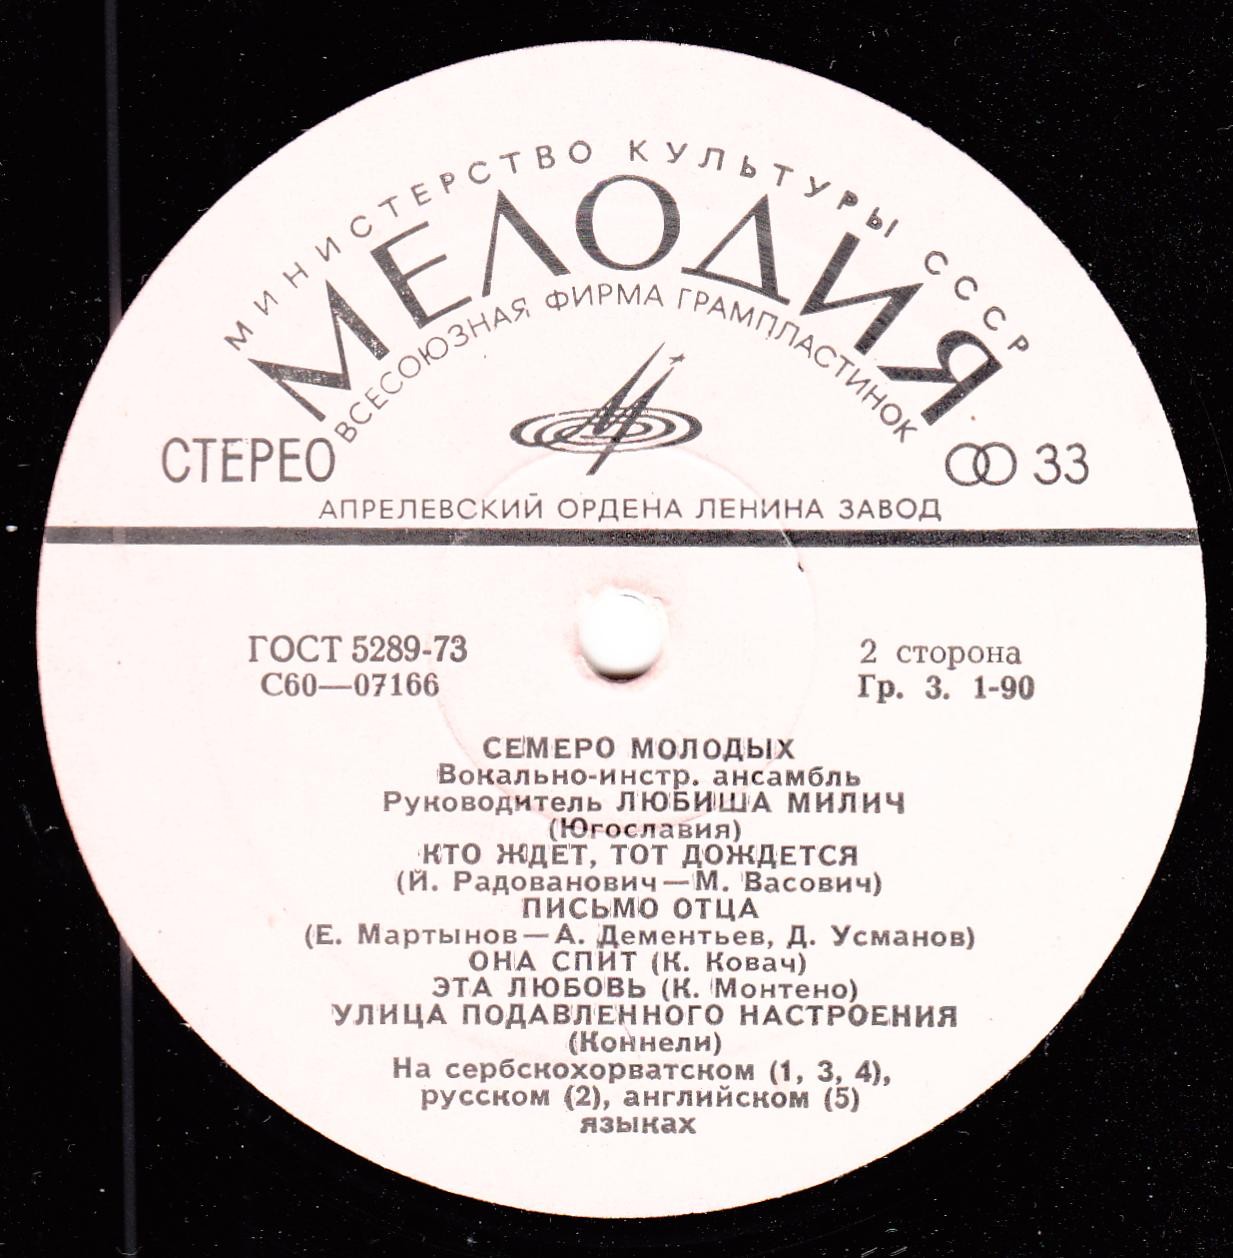 МИНИСТЕРСТВО КУЛЬТУРЫ СССР
МЕЛОДИЯ
ВСЕСОЮЗНАЯ ФИРМА ГРАМПЛАСТИНОК
СТЕРЕО
33
АПРЕЛЕВСКИЙ ОРДЕНА ЛЕНИНА ЗАВОД
ГОСТ 5289-73
С60—07166
2 сторона
Гр. 3. 1-90
СЕМЕРО МОЛОДЫХ
Вокально-инстр. ансамбль
Руководитель ЛЮБИША МИЛИЧ
(Югославия)
КТО ЖДЕТ, ТОТ ДОЖДЕТСЯ
(Й. Радованович—М. Васович)
ПИСЬМО ОТЦА
(Е. Мартынов—А. Дементьев, Д. Усманов)
ОНА СПИТ (К. Ковач)
ЭТА ЛЮБОВЬ (К. Монтено)
УЛИЦА ПОДАВЛЕННОГО НАСТРОЕНИЯ
(Коннели)
На сербскохорватском (1, 3, 4),
русском (2), английском (5)
языках